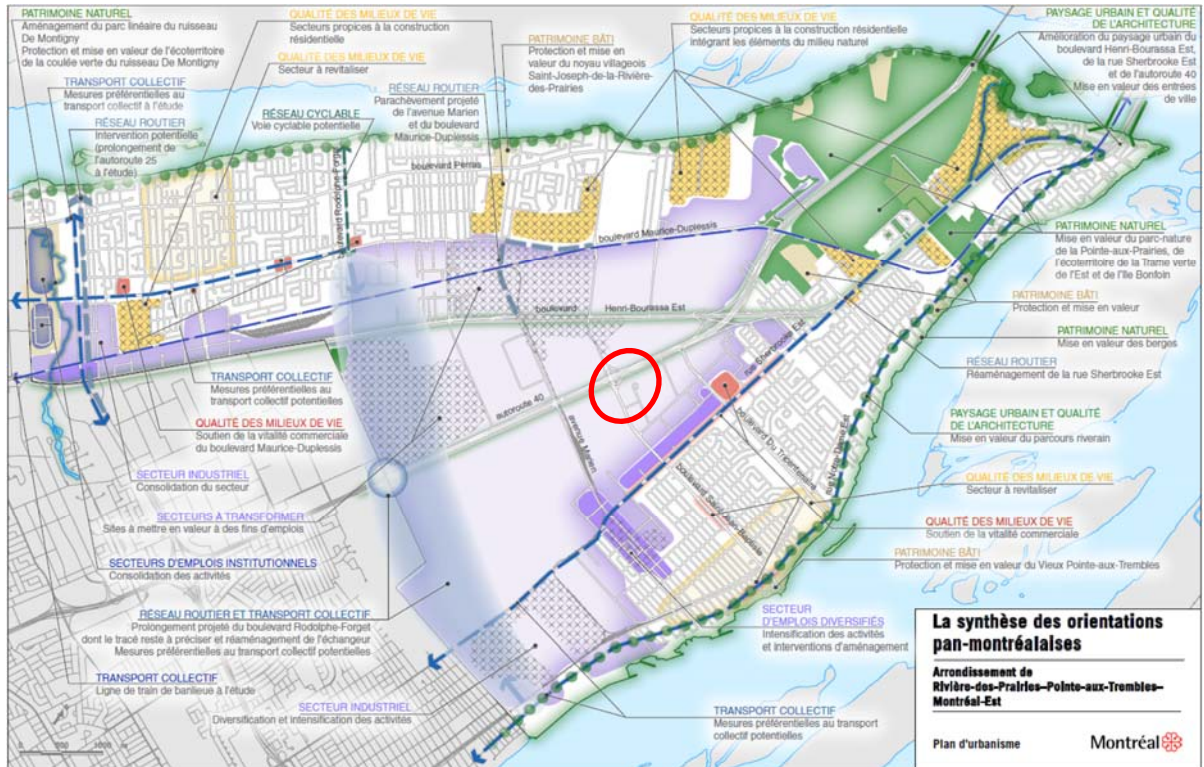 PATRIMOINE NATUREL
Aménagement du parc linéaire du ruisseau
De Montigny
Protection et mise en valeur de l'écoterritoire
de la coulée verte du ruisseau De Montigny
TRANSPORT COLLECTIF
Mesures préférentielles au
transport collectif à l'étude
RÉSEAU ROUTIER
Intervention potentielle
(prolongement de
l'autoroute 25
à l'étude)
QUALITÉ DES MILIEUX DE VIE
Secteurs propices à la construction
résidentielle
QUALITÉ DES MILIEUX DE VIE
Secteur à revitaliser
RÉSEAU CYCLABLE
Voie cyclable potentielle
RÉSEAU ROUTIER
Parachèvement projeté
de l'avenue Marien
et du boulevard
Maurice-Duplessis
PATRIMOINE BÂTI
Protection et mise en
valeur du noyau villageois
Saint-Joseph-de-la-Rivière-
des-Prairies
QUALITÉ DES MILIEUX DE VIE
Secteurs propices à la construction résidentielle
intégrant les éléments du milieu naturel
PAYSAGE URBAIN ET QUALITÉ
DE L'ARCHITECTURE
Amélioration du paysage urbain du
boulevard Henri-Bourassa Est
de la rue Sherbrooke Est
et de l'autoroute 40
Mise en valeur des entrées
de ville
boulevard Perras
boulevard Rodolphe-Forget
boulevard Maurice-Duplessis
boulevard
Henri-Bourassa Est
autoroute 40
rue Sherbrooke Est
rue Notre-Dame Est
PATRIMOINE NATUREL
Mise en valeur du parc-nature
de la Pointe-aux-Prairies, de
l'écoterritoire de la Trame verte
de l'Est et de l'île Bonfoin
PATRIMOINE BÂTI
Protection et mise en valeur
PATRIMOINE NATUREL
Mise en valeur des berges
RÉSEAU ROUTIER
Réaménagement de la rue Sherbrooke Est
PAYSAGE URBAIN ET QUALITÉ
DE L'ARCHITECTURE
Mise en valeur du parcours riverain
QUALITÉ DES MILIEUX DE VIE
Secteur à revitaliser
QUALITÉ DES MILIEUX DE VIE
Soutien de la vitalité commerciale
PATRIMOINE BÂTI
Protection et mise en valeur du Vieux Pointe-aux-Trembles
TRANSPORT COLLECTIF
Mesures préférentielles au
transport collectif potentielles
QUALITÉ DES MILIEUX DE VIE
Soutien de la vitalité commerciale
du boulevard Maurice-Duplessis
SECTEUR INDUSTRIEL
Consolidation du secteur
SECTEURS À TRANSFORMER
Sites à mettre en valeur à des fins d'emplois
SECTEURS D'EMPLOIS INSTITUTIONNELS
Consolidation des activités
RÉSEAU ROUTIER ET TRANSPORT COLLECTIF
Prolongement projeté du boulevard Rodolphe-Forget
dont le tracé reste à préciser et réaménagement de l'échangeur
Mesures préférentielles au transport collectif potentielles
TRANSPORT COLLECTIF
Ligne de train de banlieue à l'étude
SECTEUR INDUSTRIEL
Diversification et intensification des activités
SECTEUR
D'EMPLOIS DIVERSIFIÉS
Intensification des activités
et interventions d'aménagement
TRANSPORT COLLECTIF
Mesures préférentielles au transport
collectif potentielles
La synthèse des orientations
pan-montréalaises
Arrondissement de
Rivière-des-Prairies–Pointe-aux-Trembles–
Montréal-Est
Plan d'urbanisme
Montréal